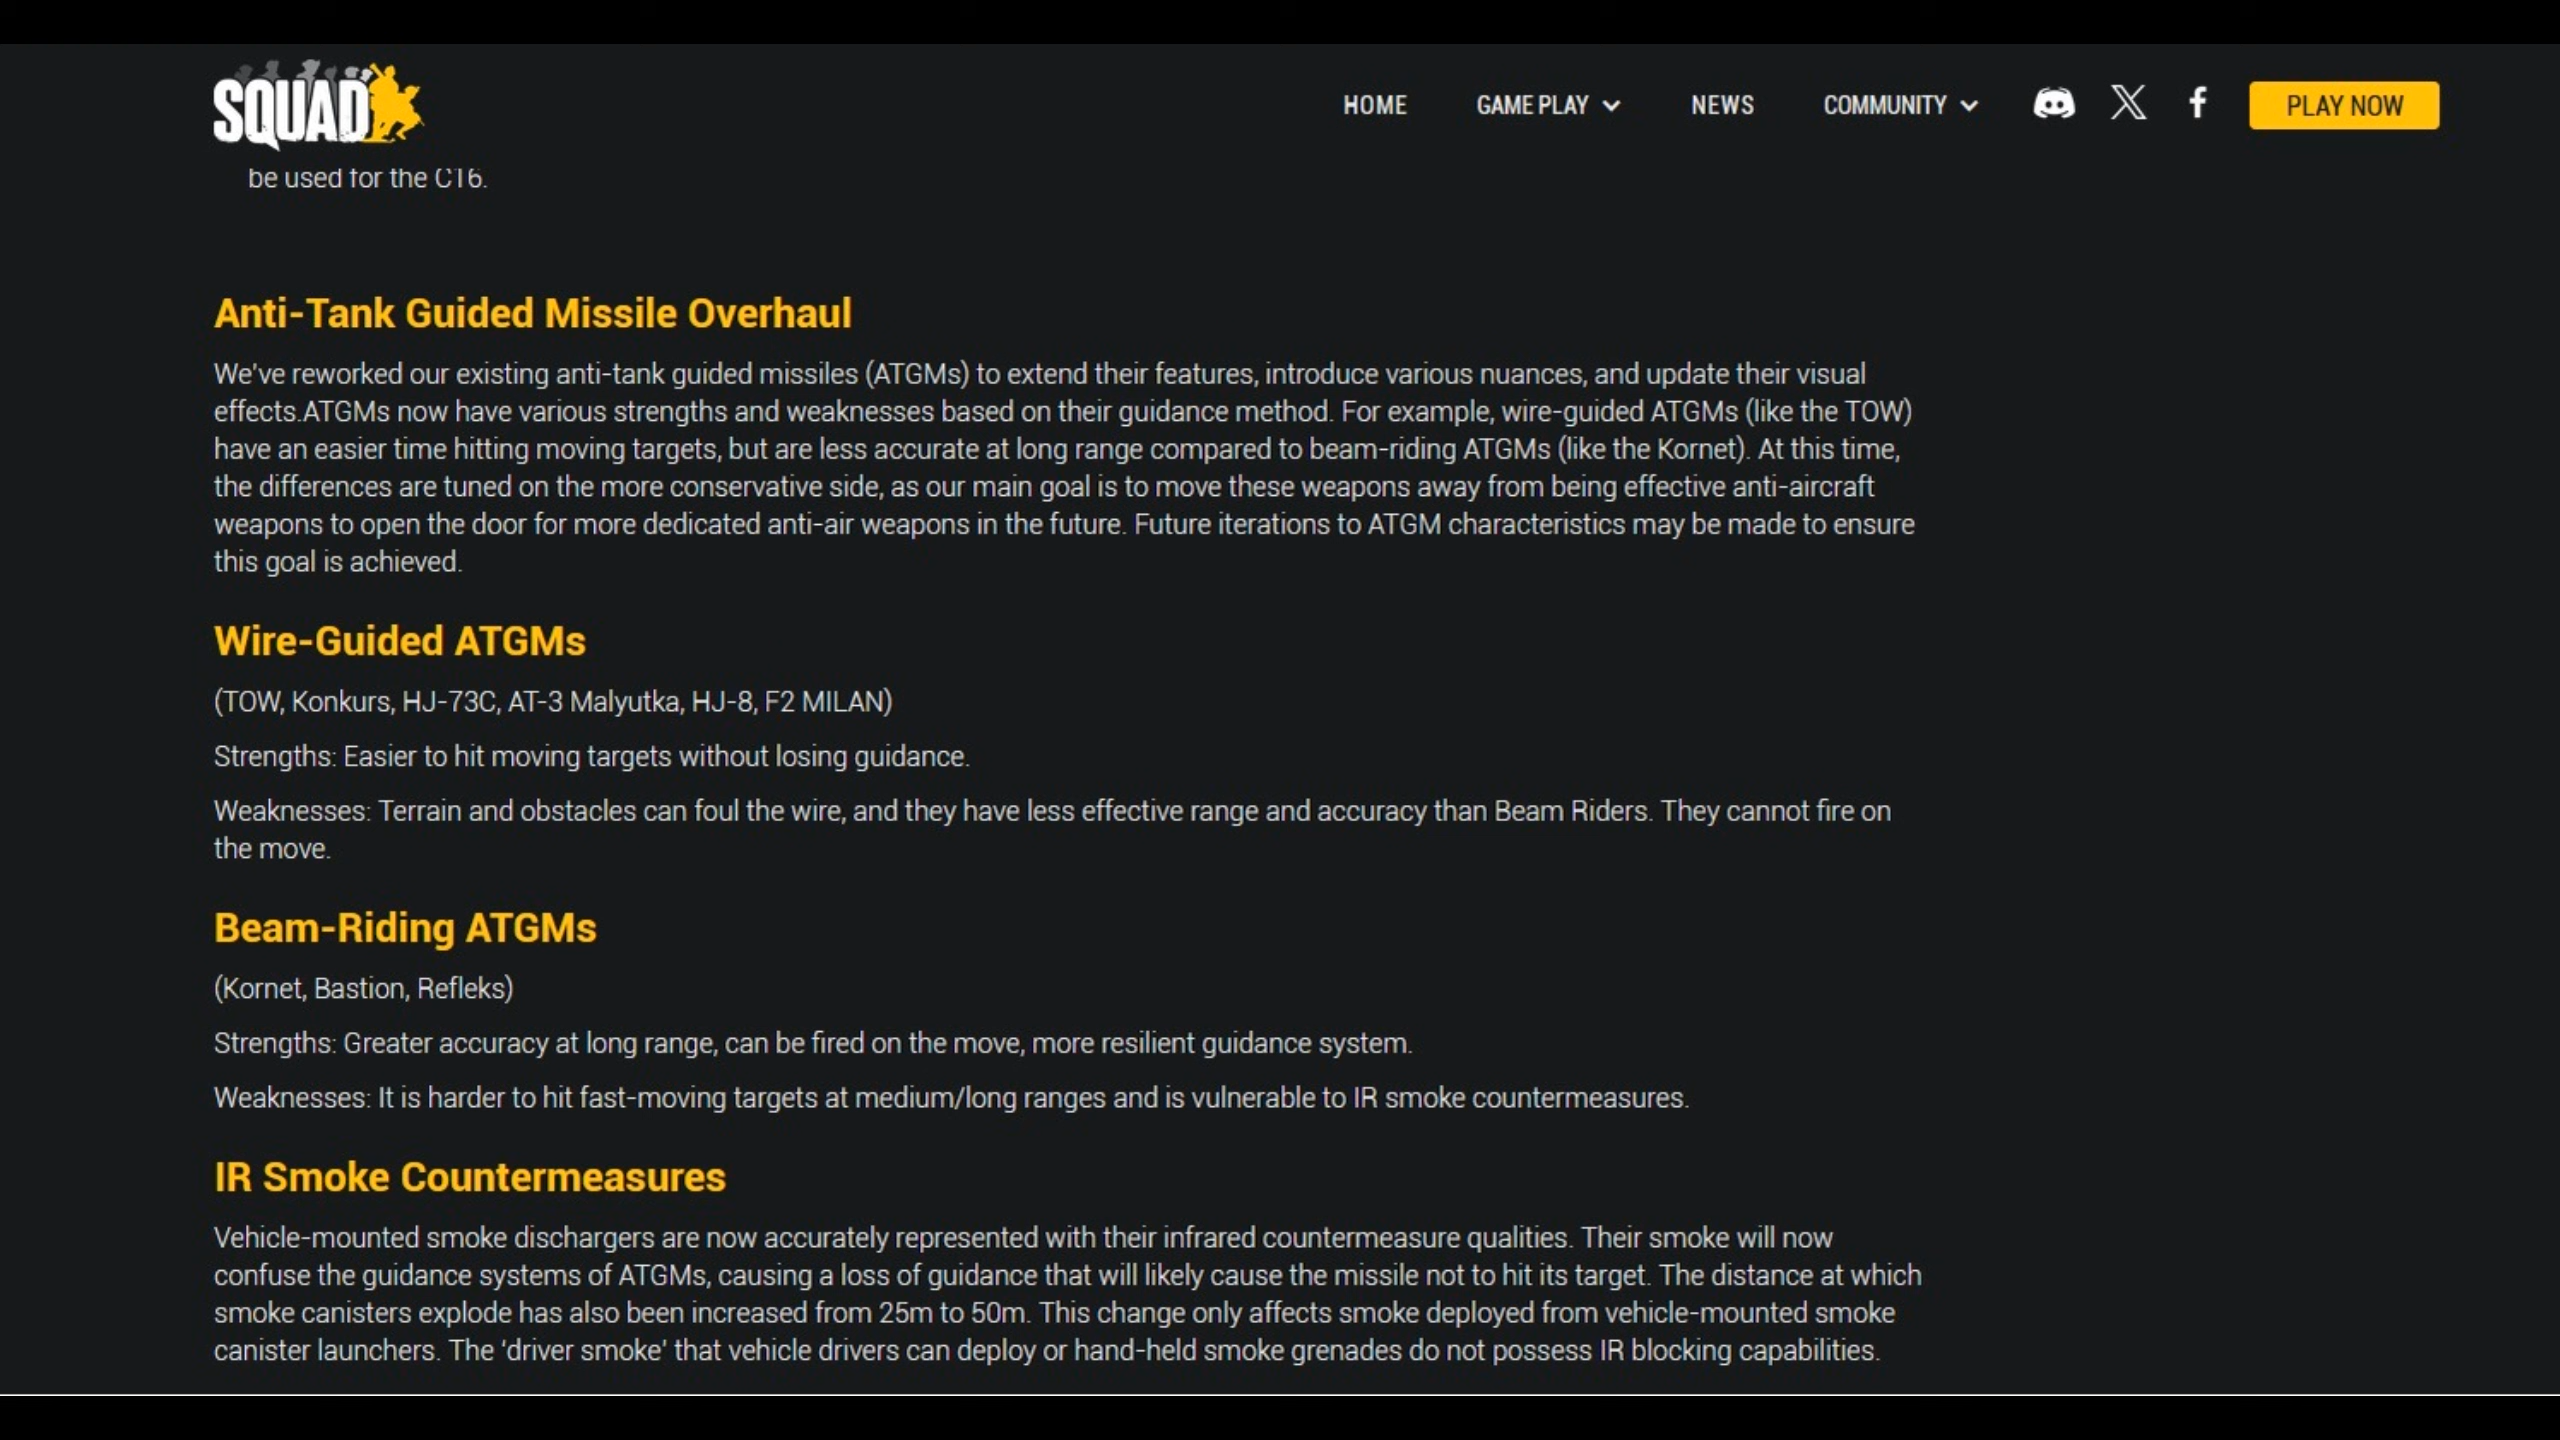 SQUAD
HOME
GAME PLAY
NEWS
COMMUNITY
PLAY NOW
be used for the CT6.
Anti-Tank Guided Missile Overhaul
We've reworked our existing anti-tank guided missiles (ATGMs) to extend their features, introduce various nuances, and update their visual
effects.ATGMs now have various strengths and weaknesses based on their guidance method. For example, wire-guided ATGMs (like the TOW)
have an easier time hitting moving targets, but are less accurate at long range compared to beam-riding ATGMs (like the Kornet). At this time,
the differences are tuned on the more conservative side, as our main goal is to move these weapons away from being effective anti-aircraft
weapons to open the door for more dedicated anti-air weapons in the future. Future iterations to ATGM characteristics may be made to ensure
this goal is achieved.
Wire-Guided ATGMs
(TOW, Konkurs, HJ-73C, AT-3 Malyutka, HJ-8, F2 MILAN)
Strengths: Easier to hit moving targets without losing guidance.
Weaknesses: Terrain and obstacles can foul the wire, and they have less effective range and accuracy than Beam Riders. They cannot fire on
the move.
Beam-Riding ATGMs
(Kornet, Bastion, Refleks)
Strengths: Greater accuracy at long range, can be fired on the move, more resilient guidance system.
Weaknesses: It is harder to hit fast-moving targets at medium/long ranges and is vulnerable to IR smoke countermeasures.
IR Smoke Countermeasures
Vehicle-mounted smoke dischargers are now accurately represented with their infrared countermeasure qualities. Their smoke will now
confuse the guidance systems of ATGMs, causing a loss of guidance that will likely cause the missile not to hit its target. The distance at which
smoke canisters explode has also been increased from 25m to 50m. This change only affects smoke deployed from vehicle-mounted smoke
canister launchers. The 'driver smoke' that vehicle drivers can deploy or hand-held smoke grenades do not possess IR blocking capabilities.